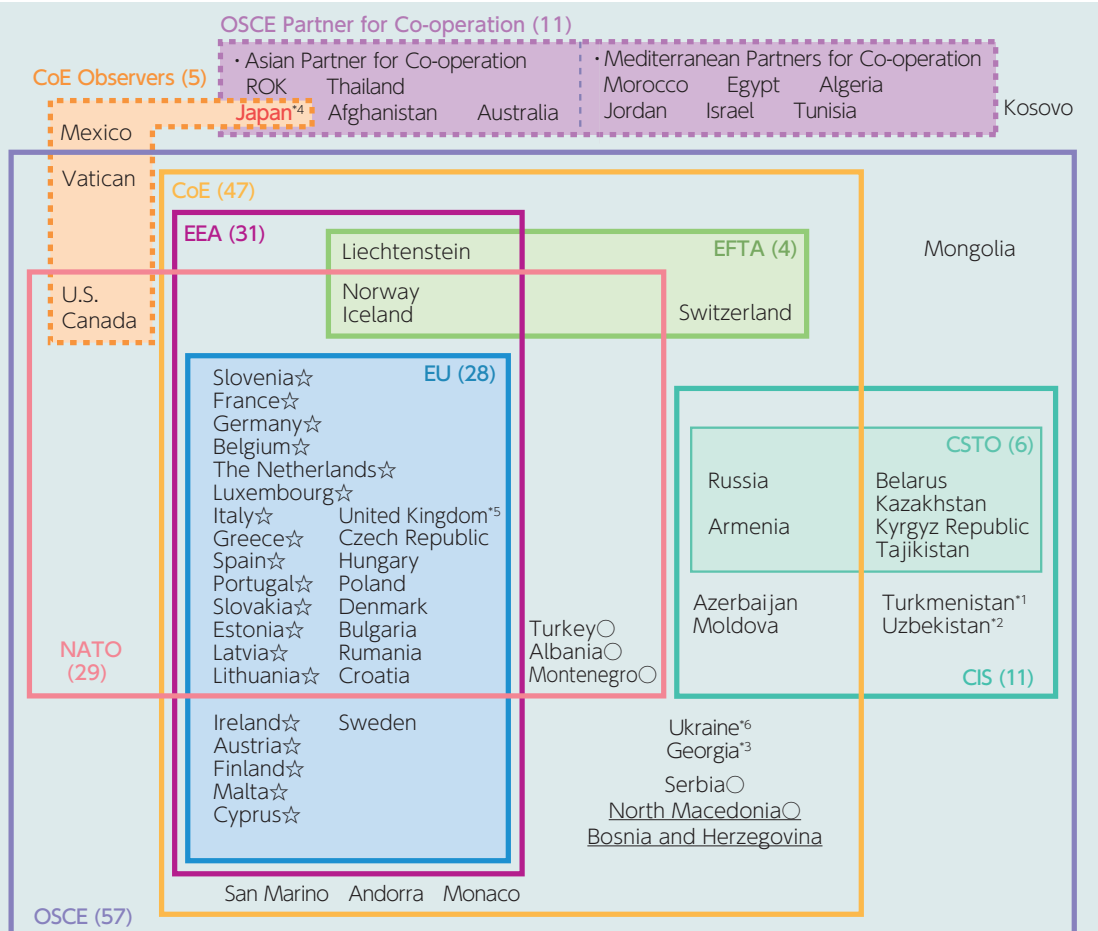 OSCE Partner for Co-operation (11)
・Asian Partner for Co-operation
ROK Thailand
Japan*4 Afghanistan Australia
・Mediterranean Partners for Co-operation
Morocco Egypt Algeria
Jordan Israel Tunisia
Kosovo
CoE Observers (5)
Mexico
Vatican
U.S.
Canada
CoE (47)
EEA (31)
Liechtenstein
EFTA (4)
Norway
Iceland
Switzerland
Mongolia
EU (28)
Slovenia☆
France☆
Germany☆
Belgium☆
The Netherlands☆
Luxembourg☆
Italy☆ United Kingdom*5
Greece☆ Czech Republic
Spain☆ Hungary
Portugal☆ Poland
Slovakia☆ Denmark
Estonia☆ Bulgaria
Latvia☆ Rumania
Lithuania☆ Croatia
NATO
(29)
Turkey○
Albania○
Montenegro○
CSTO (6)
Russia Belarus
Kazakhstan
Armenia Kyrgyz Republic
Tajikistan
Azerbaijan Turkmenistan*1
Moldova Uzbekistan*2
CIS (11)
Ireland☆ Sweden
Austria☆
Finland☆
Malta☆
Cyprus☆
Ukraine*6
Georgia*3
Serbia○
North Macedonia○
Bosnia and Herzegovina
San Marino Andorra Monaco
OSCE (57)